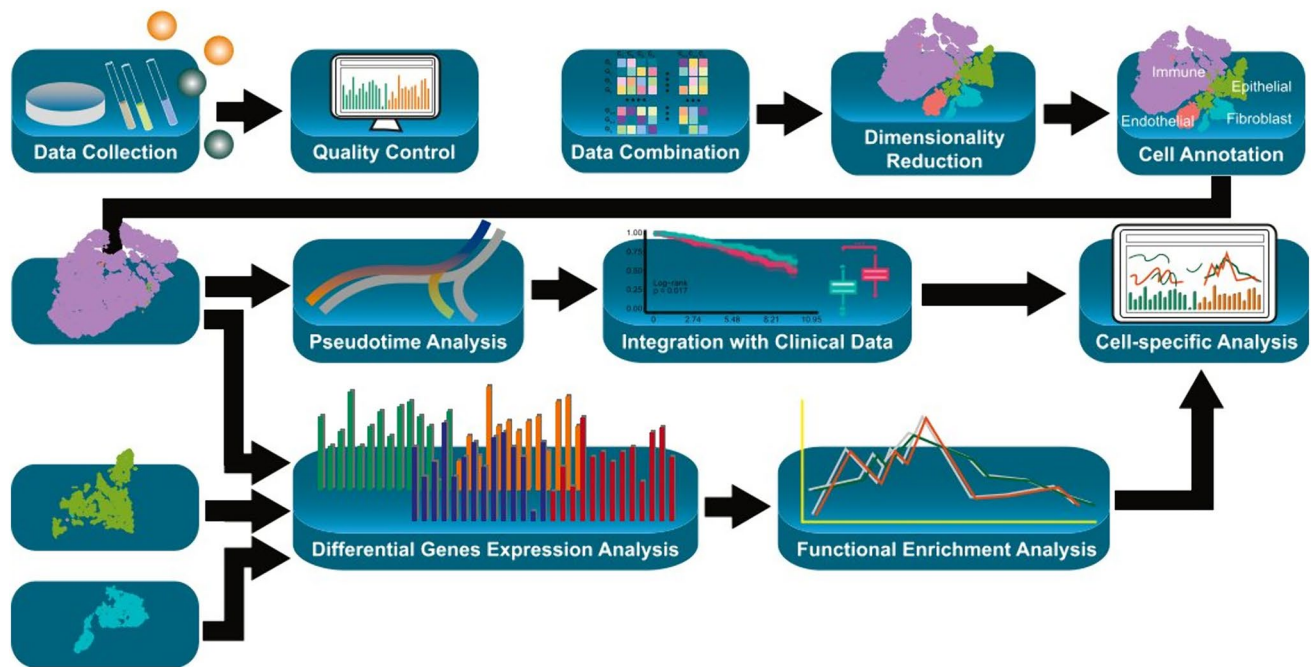 Immune
Epithelial
Endothelial
Fibroblast
Data Collection
Quality Control
Data Combination
Dimensionality
Reduction
Cell Annotation
1.00
0.75
0.50
0.25
0.00
Log-rank
0
2.74
5.48
8.21
10.95
Pseudotime Analysis
Integration with Clinical Data
Cell-specific Analysis
Differential Genes Expression Analysis
Functional Enrichment Analysis